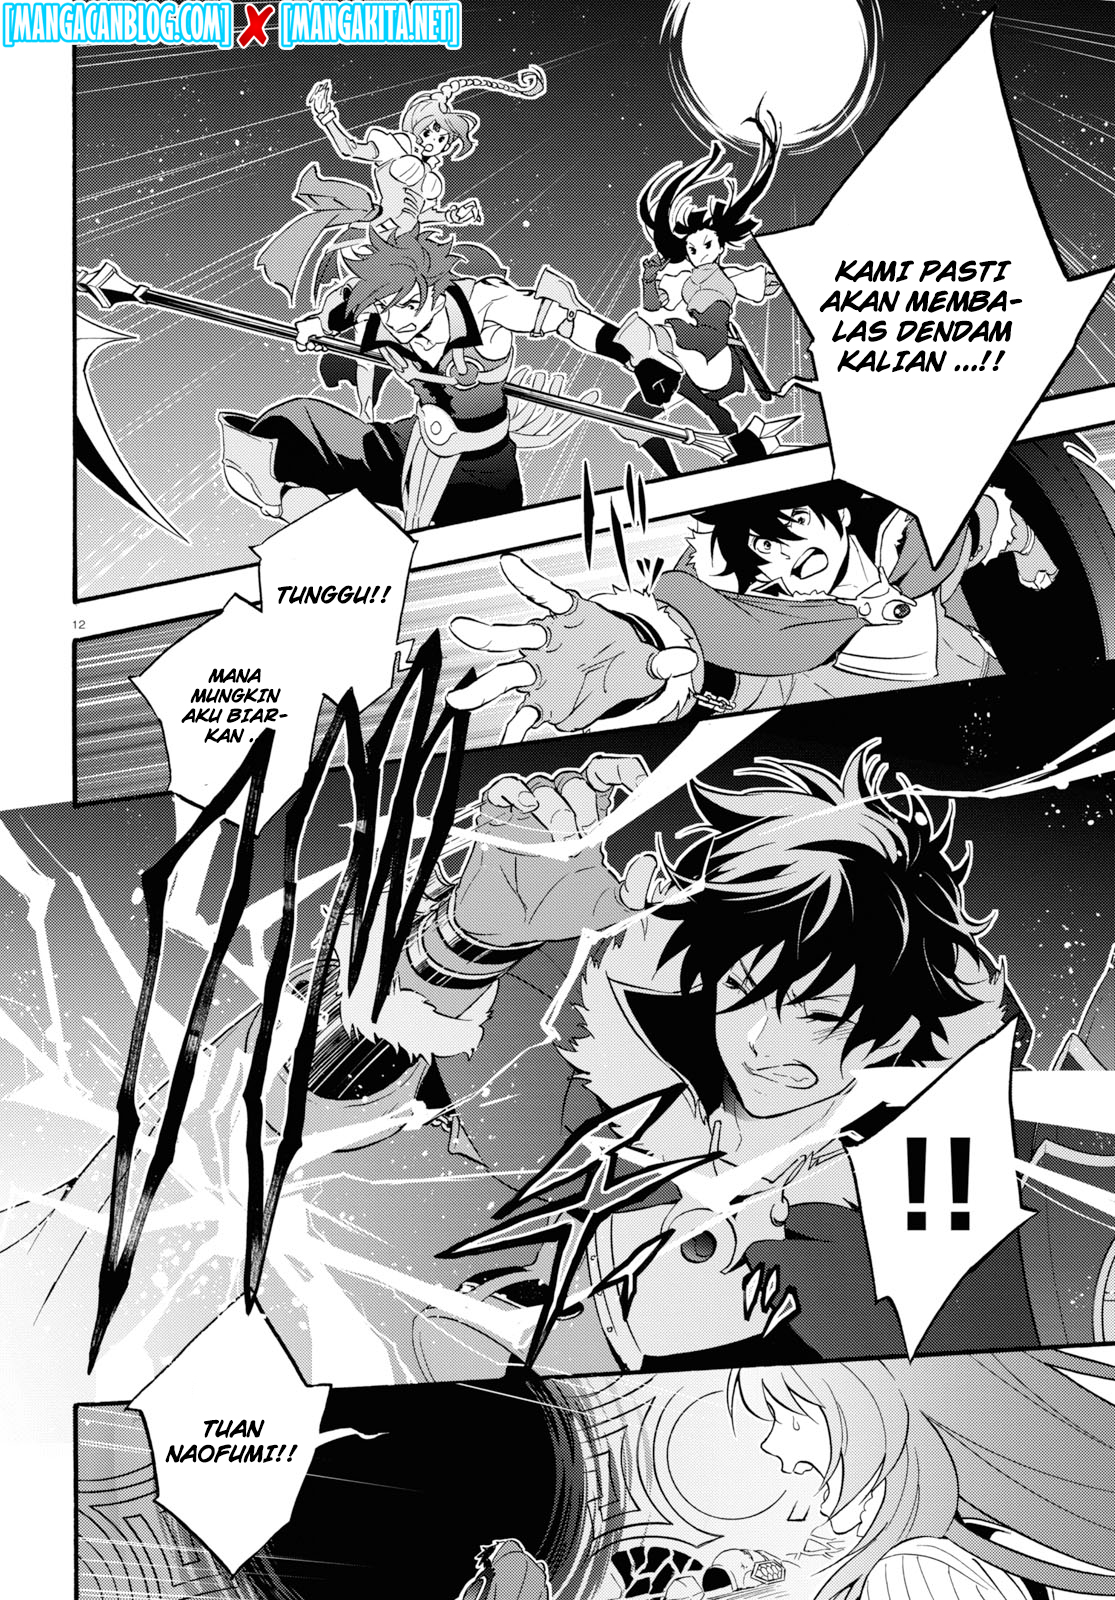 [MANGACANBLOG.COM] X [MANGAKITA.NET]
KAMI PASTI
AKAN MEMBA-
LAS DENDAM
KALIAN ...!!
TUNGGU!!
MANA
MUNGKIN
AKU BIAR-
KAN ...
12
!!
TUAN
NAOFUMI!!